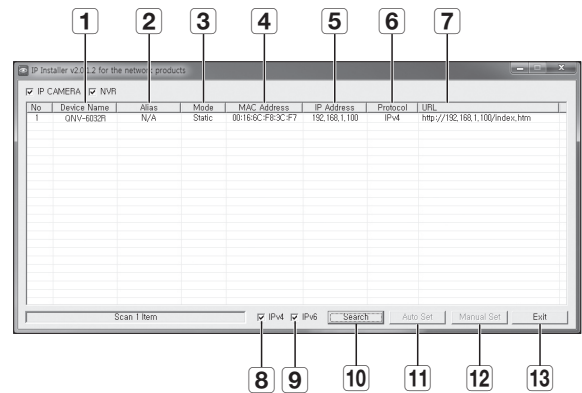 1 2 3 4 5 6 7
IP Installer v2.0.1.2 for the network products
IP CAMERA NVR
No Device Name Alias Mode MAC Address IP Address Protocol URL
1 QNV-6032R N/A Static 00:16:6C:F8:3C:F7 192,168,1,100 IPv4 http://192,168,1,100/index,htm
Scan 1 Item IPv4 IPv6 Search Auto Set Manual Set Exit
8 9 10 11 12 13